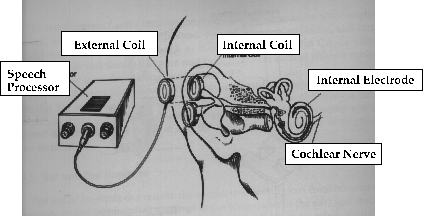 External Coil
Internal Coil
Speech
Processor
Internal Electrode
Cochlear Nerve